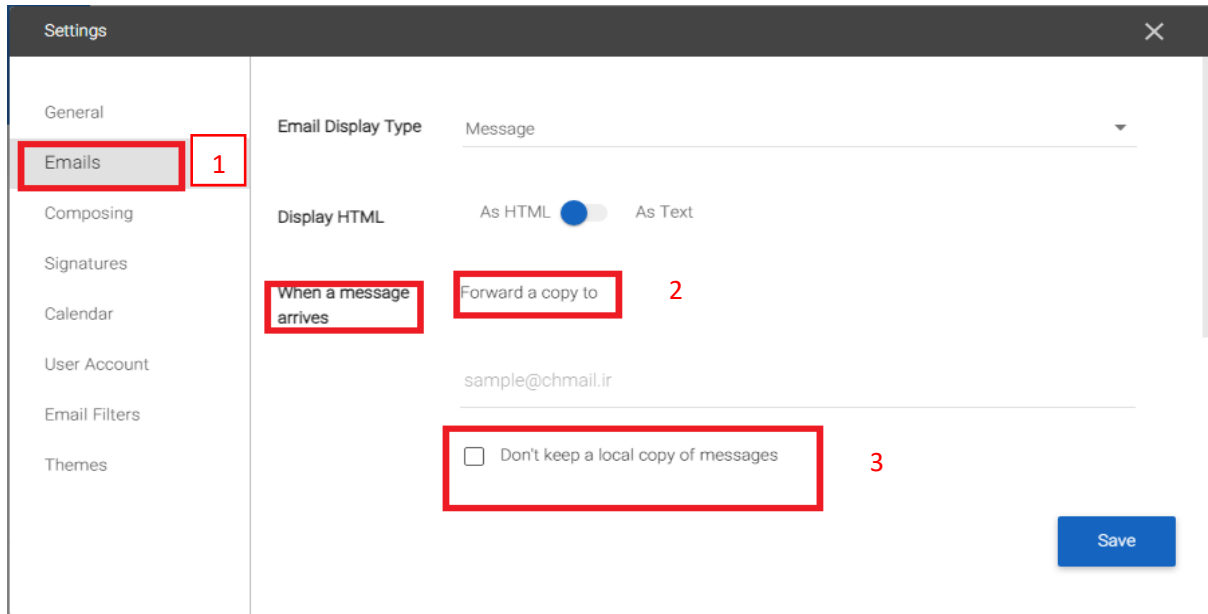 Settings
General
Emails
1
Composing
Signatures
Calendar
User Account
Email Filters
Themes
Email Display Type
Message
Display HTML
As HTML
As Text
When a message
arrives
Forward a copy to
2
sample@chmail.ir
Don't keep a local copy of messages
3
Save